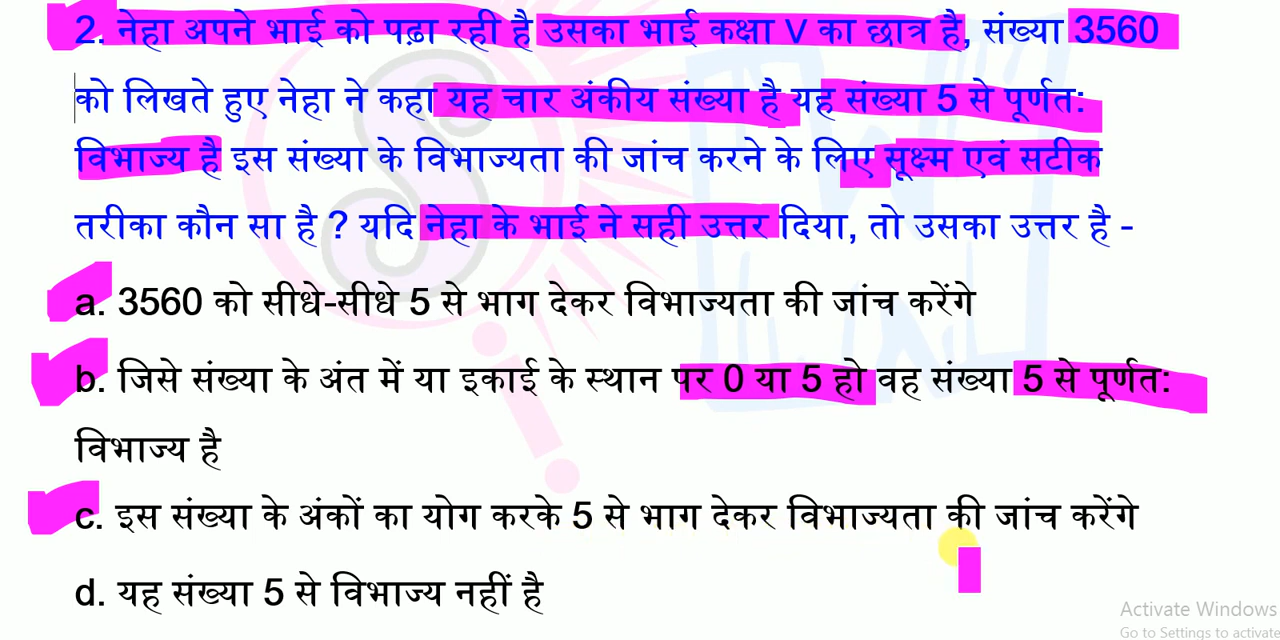 2. नेहा अपने भाई को पढ़ा रही है उसका भाई कक्षा V का छात्र है, संख्या 3560
को लिखते हुए नेहा ने कहा यह चार अंकीय संख्या है यह संख्या 5 से पूर्णत:
विभाज्य है इस संख्या के विभाज्यता की जांच करने के लिए सूक्ष्म एवं सटीक
तरीका कौन सा है ? यदि नेहा के भाई ने सही उत्तर दिया, तो उसका उत्तर है -
a. 3560 को सीधे-सीधे 5 से भाग देकर विभाज्यता की जांच करेंगे
b. जिसे संख्या के अंत में या इकाई के स्थान पर 0 या 5 हो वह संख्या 5 से पूर्णत:
विभाज्य है
c. इस संख्या के अंकों का योग करके 5 से भाग देकर विभाज्यता की जांच करेंगे
d. यह संख्या 5 से विभाज्य नहीं है
Activate Windows
Go to Settings to activate